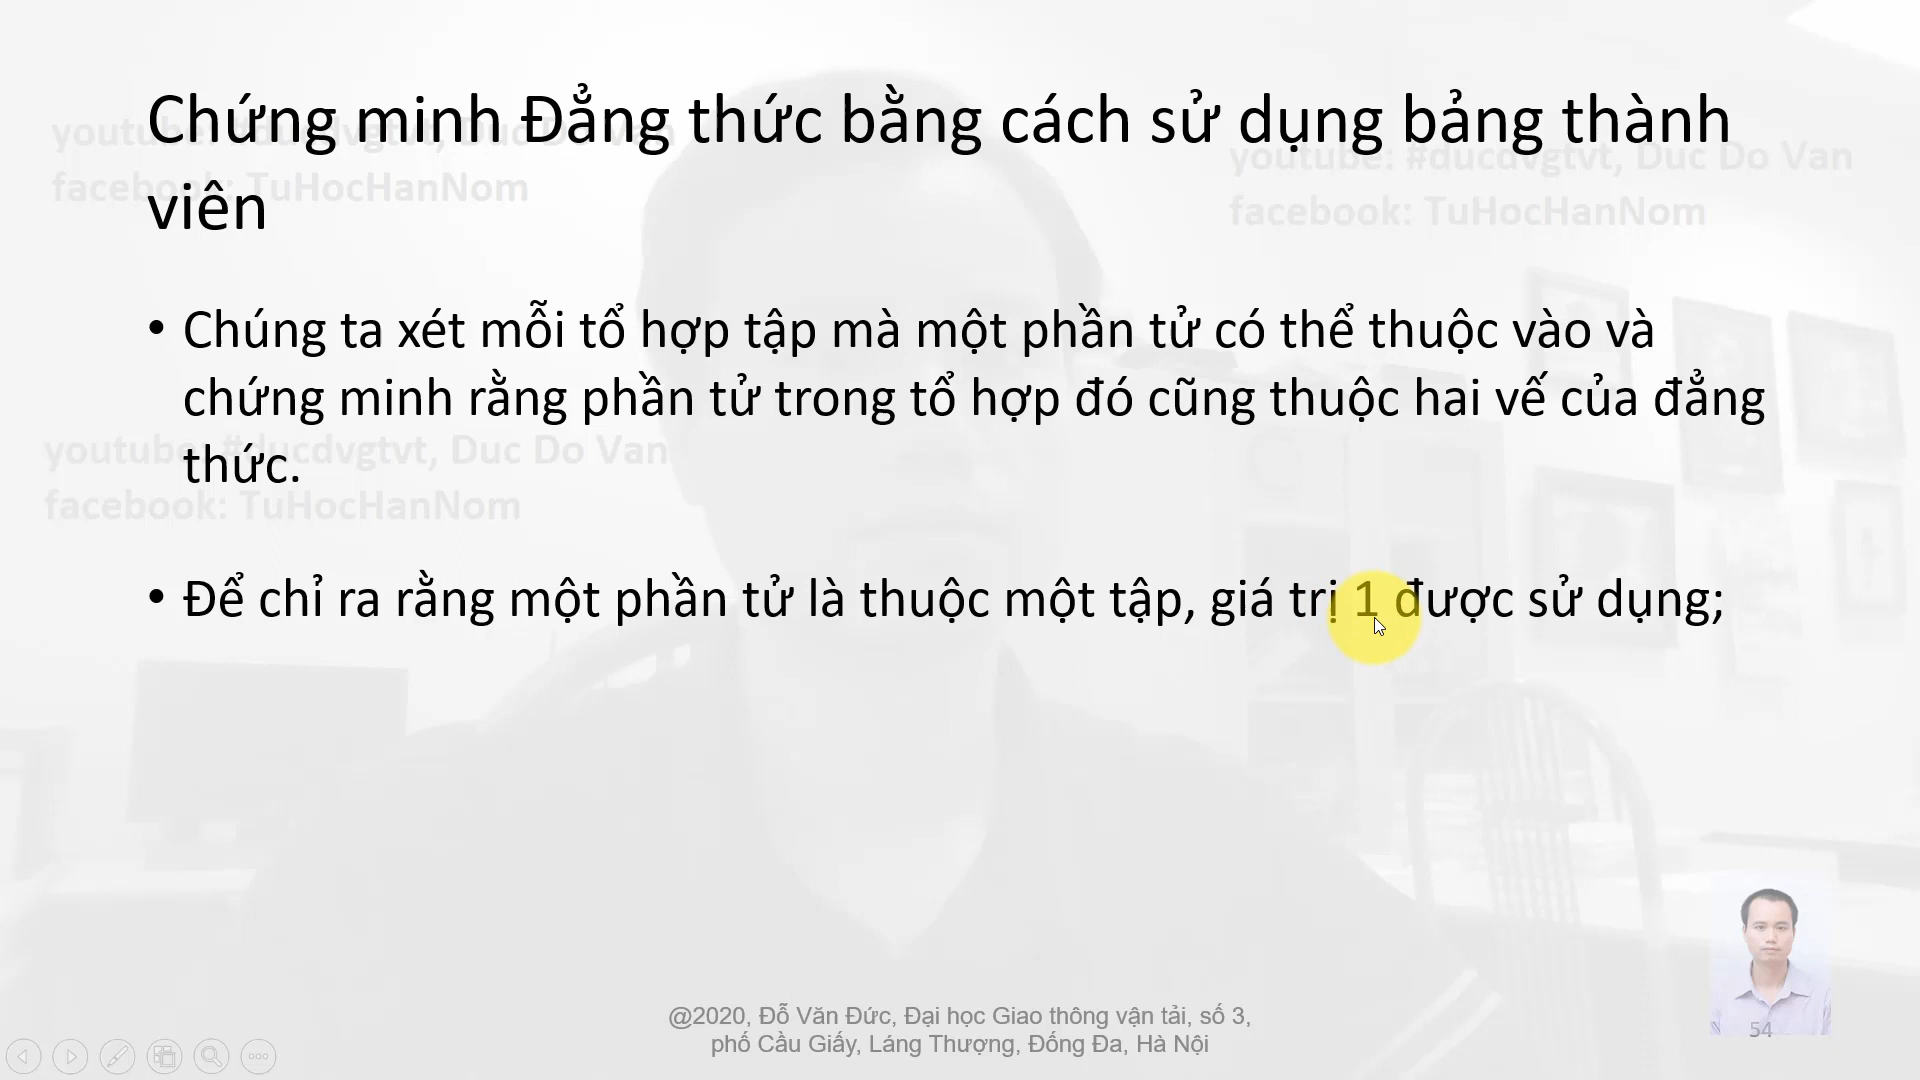 Chứng minh Đẳng thức bằng cách sử dụng bảng thành
viên
youtube: #ducdvgtvt, Duc Do Van
facebook: TuHocHanNom
youtube: #ducdvgtvt, Duc Do Van
facebook: TuHocHanNom
• Chúng ta xét mỗi tổ hợp tập mà một phần tử có thể thuộc vào và
chứng minh rằng phần tử trong tổ hợp đó cũng thuộc hai vế của đẳng
thức.
youtube: #ducdvgtvt, Duc Do Van
facebook: TuHocHanNom
• Để chỉ ra rằng một phần tử là thuộc một tập, giá trị 1 được sử dụng;
@2020, Đỗ Văn Đức, Đại học Giao thông vận tải, số 3,
phố Cầu Giấy, Láng Thượng, Đống Đa, Hà Nội
54